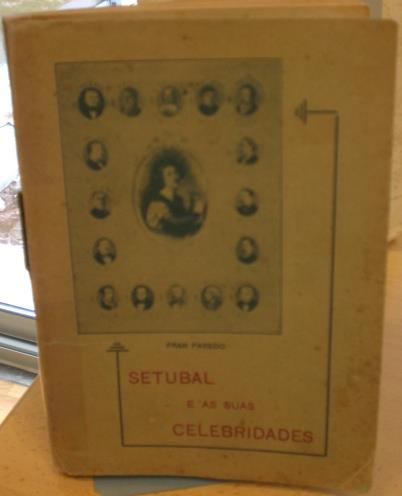 FRAN PAXECO
SETUBAL
E AS SUAS
CELEBRIDADES